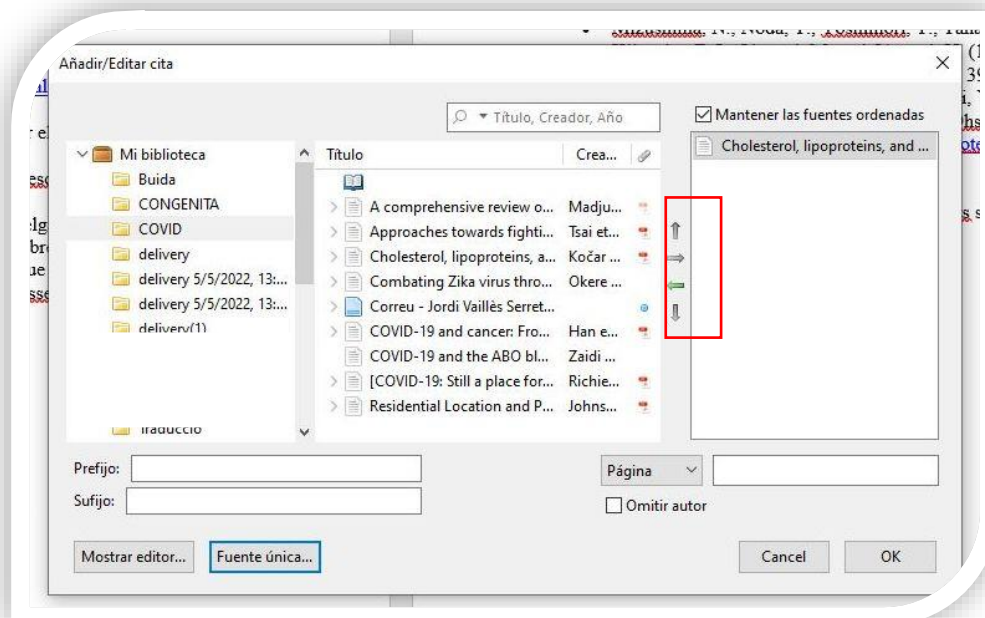 Añadir/Editar cita
Título, Creador, Año
Mantener las fuentes ordenadas
Mi biblioteca
Buida
CONGENITA
COVID
delivery
delivery 5/5/2022, 13:...
delivery 5/5/2022, 13:...
delivery(1)
Traducció
Título Crea...
A comprehensive review o... Madju...
Approaches towards fighti... Tsai et...
Cholesterol, lipoproteins, a... Kočar ...
Combating Zika virus thro... Okere ...
Correu - Jordi Vaillès Serret...
COVID-19 and cancer: Fro... Han e...
COVID-19 and the ABO bl... Zaidi ...
[COVID-19: Still a place for... Richie...
Residential Location and P... Johns...
Cholesterol, lipoproteins, and ...
Prefijo:
Página
Sufijo:
Omitir autor
Mostrar editor... Fuente única... Cancel OK